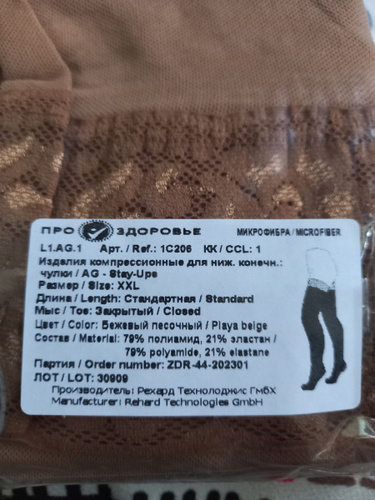 ПРО ЗДОРОВЬЕ МИКРОФИБРА / MICROFIBER
L1.AG.1 Арт. / Ref.: 1C206 КК / CCL: 1
Изделия компрессионные для ниж. конечн.:
чулки / AG - Stay-Ups
Размер / Size: XXL
Длина / Length: Стандартная / Standard
Мыс / Toe: Закрытый / Closed
Цвет / Color: Бежевый песочный / Playa beige
Состав / Material: 79% полиамид, 21% эластан /
79% polyamide, 21% elastane
Партия / Order number: ZDR-44-202301
ЛОТ / LOT: 30909
Производитель: Рехард Технолоджис ГмбХ
Manufacturer: Rehard Technologies GmbH